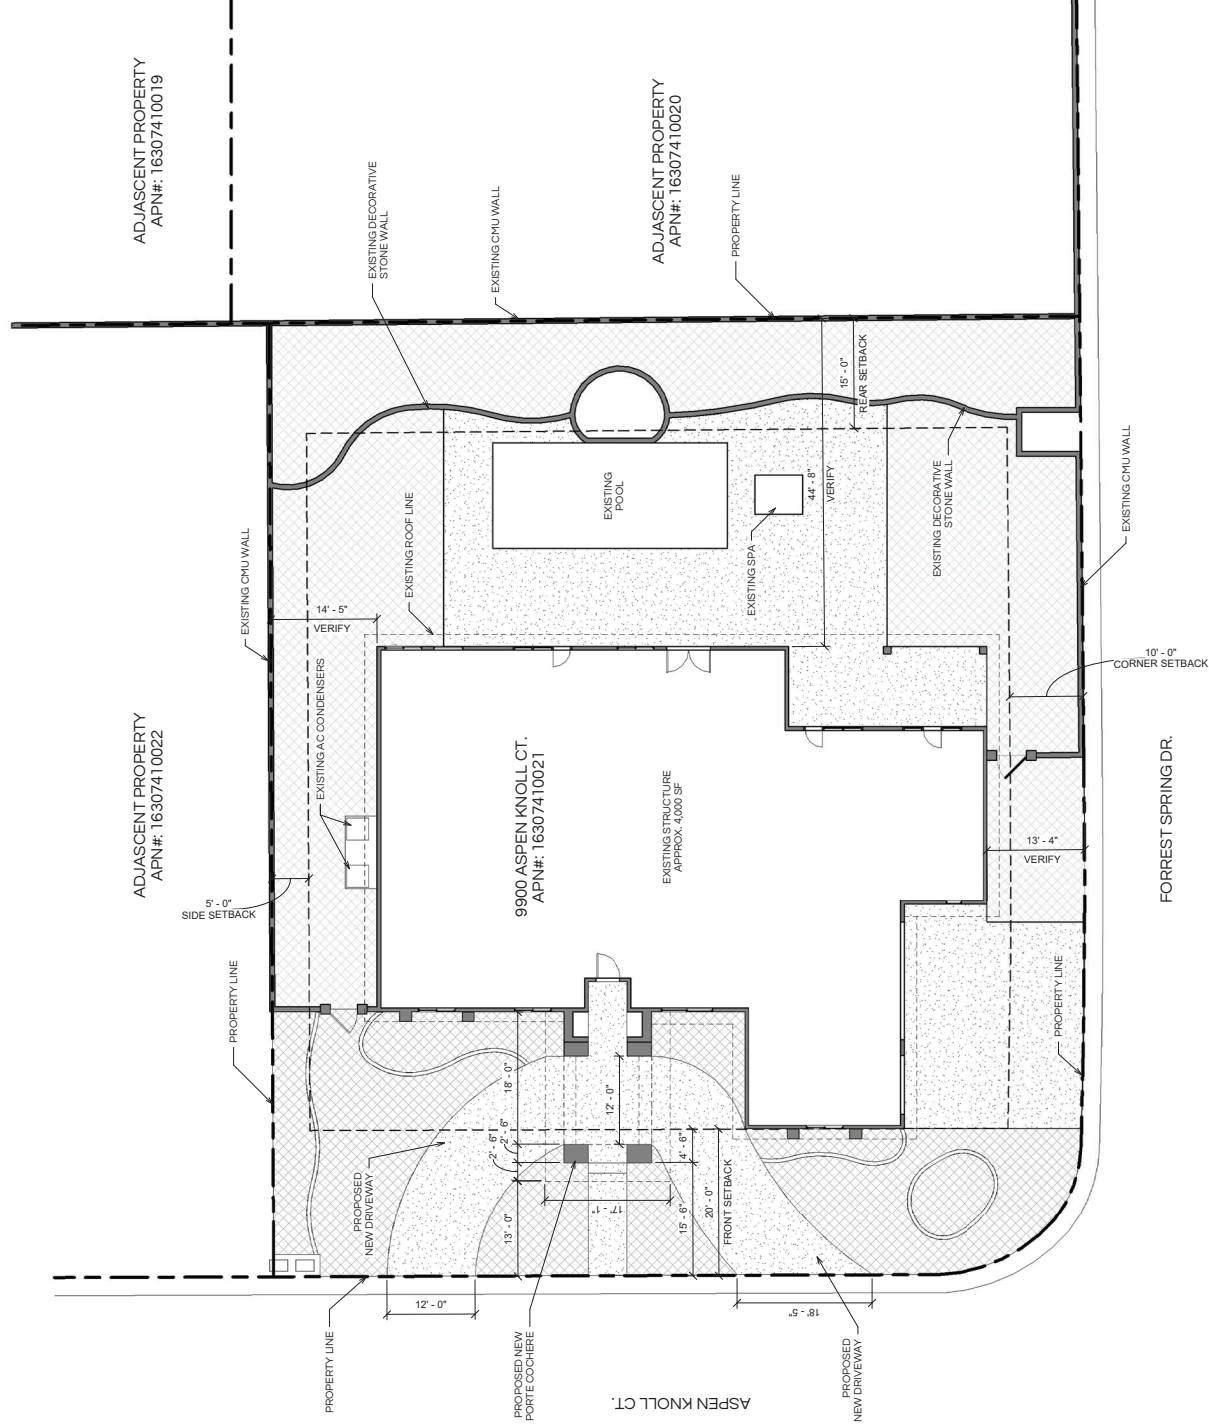 ADJASCENT PROPERTY
APN#: 16307410019
ADJASCENT PROPERTY
APN#: 16307410020
EXISTING DECORATIVE
STONE WALL
EXISTING CMU WALL
PROPERTY LINE
15' - 0"
REAR SETBACK
EXISTING CMU WALL
EXISTING ROOF LINE
EXISTING
POOL
EXISTING SPA
44' - 8"
VERIFY
EXISTING DECORATIVE
STONE WALL
EXISTING CMU WALL
14' - 5"
VERIFY
10' - 0"
CORNER SETBACK
ADJASCENT PROPERTY
APN#: 16307410022
EXISTING AC CONDENSERS
9900 ASPEN KNOLL CT.
APN#: 16307410021
EXISTING STRUCTURE
APPROX. 4,000 SF
13' - 4"
VERIFY
FORREST SPRING DR.
5' - 0"
SIDE SETBACK
PROPERTY LINE
PROPERTY LINE
18' - 0"
12' - 0"
2' - 6"
2' - 6"
4' - 6"
PROPOSED
NEW DRIVEWAY
13' - 0"
17' - 1"
15' - 6"
20' - 0"
FRONT SETBACK
12' - 0"
18' - 5"
PROPERTY LINE
PROPOSED NEW
PORTE COCHERE
PROPOSED
NEW DRIVEWAY
ASPEN KNOLL CT.